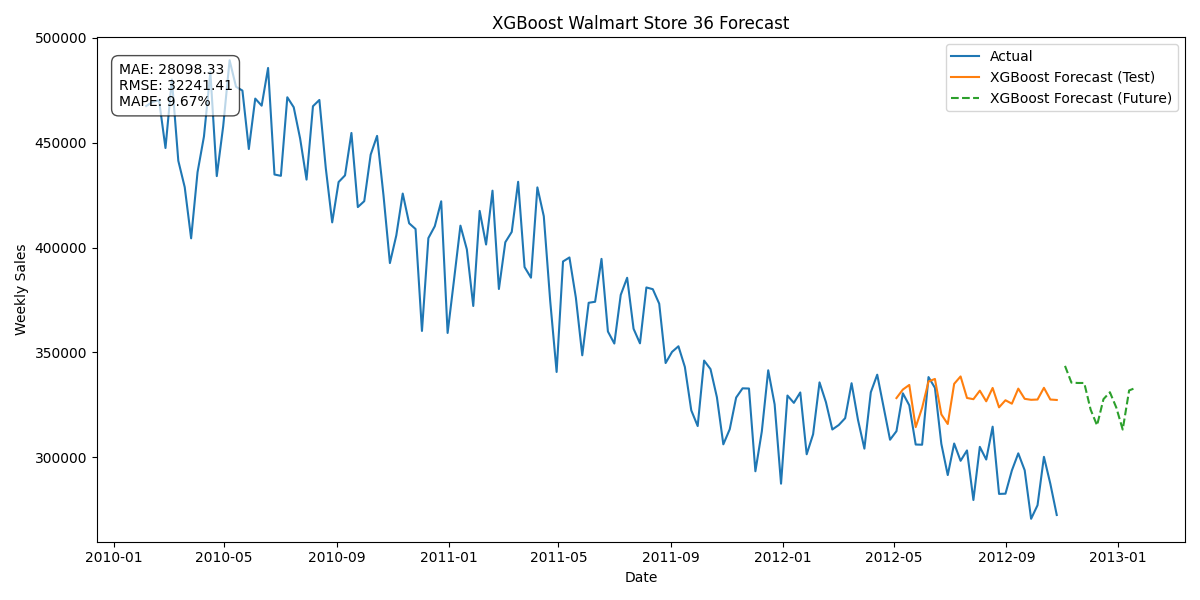 XGBoost Walmart Store 36 Forecast
500000
450000
400000
350000
300000
Weekly Sales
MAE: 28098.33
RMSE: 32241.41
MAPE: 9.67%
Actual
XGBoost Forecast (Test)
XGBoost Forecast (Future)
2010-01
2010-05
2010-09
2011-01
2011-05
2011-09
2012-01
2012-05
2012-09
2013-01
Date